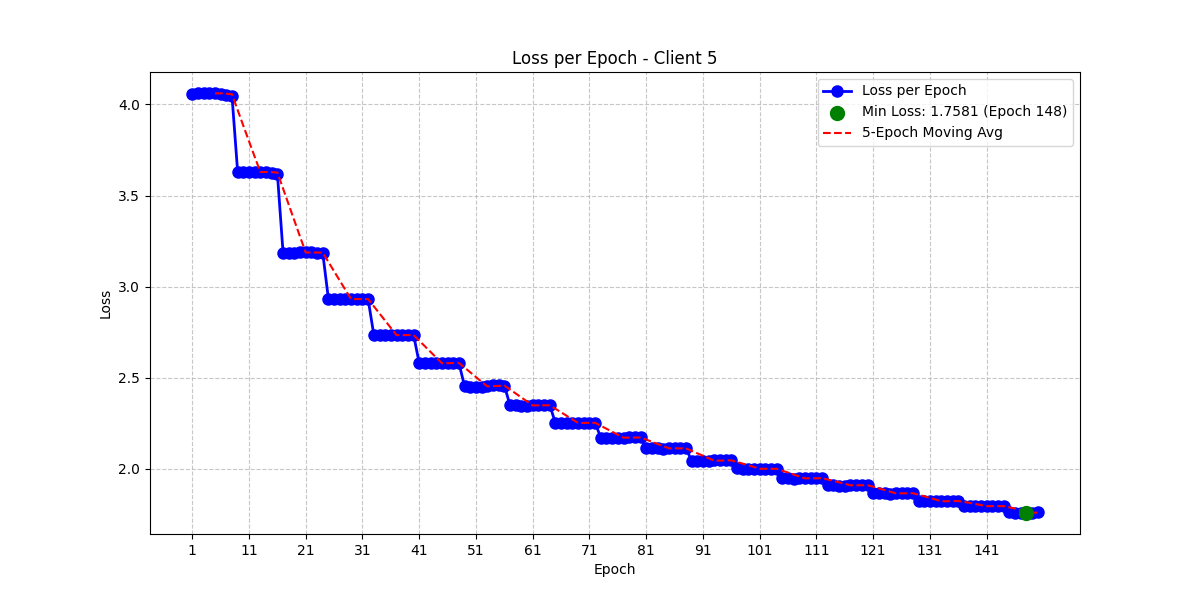 Loss per Epoch - Client 5
Loss per Epoch
Min Loss: 1.7581 (Epoch 148)
5-Epoch Moving Avg
Loss
4.0
3.5
3.0
2.5
2.0
1 11 21 31 41 51 61 71 81 91 101 111 121 131 141
Epoch